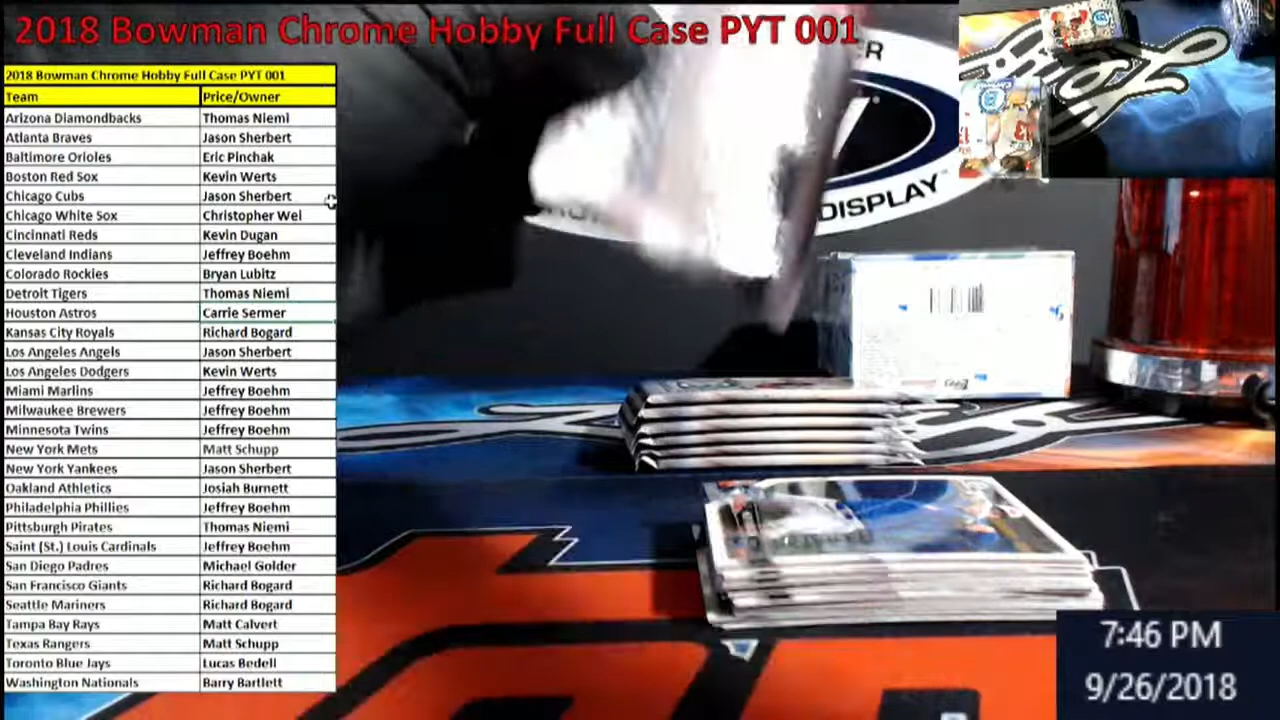 2018 Bowman Chrome Hobby Full Case PYT 001
2018 Bowman Chrome Hobby Full Case PYT 001
Team Price/Owner
Arizona Diamondbacks Thomas Niemi
Atlanta Braves Jason Sherbert
Baltimore Orioles Eric Pinchak
Boston Red Sox Kevin Werts
Chicago Cubs Jason Sherbert
Chicago White Sox Christopher Wel
Cincinnati Reds Kevin Dugan
Cleveland Indians Jeffrey Boehm
Colorado Rockies Bryan Lubitz
Detroit Tigers Thomas Niemi
Houston Astros Carrie Sermer
Kansas City Royals Richard Bogard
Los Angeles Angels Jason Sherbert
Los Angeles Dodgers Kevin Werts
Miami Marlins Jeffrey Boehm
Milwaukee Brewers Jeffrey Boehm
Minnesota Twins Jeffrey Boehm
New York Mets Matt Schupp
New York Yankees Jason Sherbert
Oakland Athletics Josiah Burnett
Philadelphia Phillies Jeffrey Boehm
Pittsburgh Pirates Thomas Niemi
Saint (St.) Louis Cardinals Jeffrey Boehm
San Diego Padres Michael Golder
San Francisco Giants Richard Bogard
Seattle Mariners Richard Bogard
Tampa Bay Rays Matt Calvert
Texas Rangers Matt Schupp
Toronto Blue Jays Lucas Bedell
Washington Nationals Barry Bartlett
DISPLAY
13
7:46 PM
9/26/2018